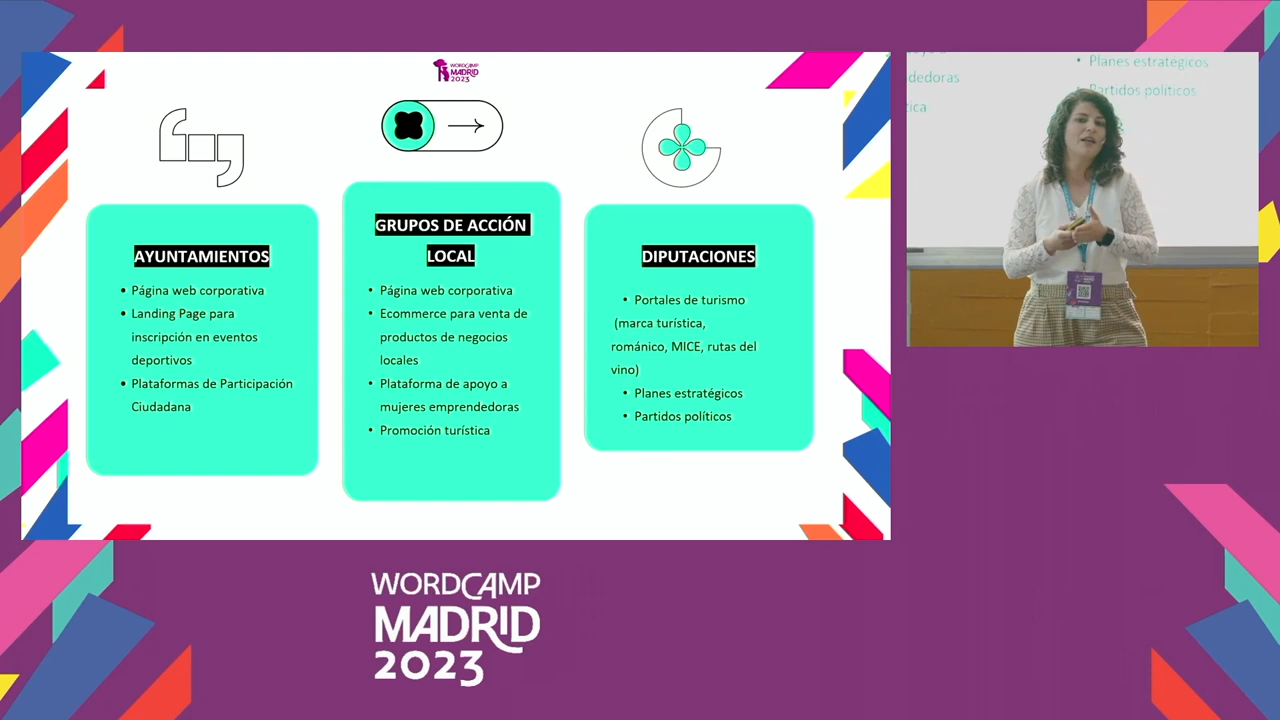 WORDCAMP
MADRID
2023
AYUNTAMIENTOS
• Página web corporativa
• Landing Page para
inscripción en eventos
deportivos
• Plataformas de Participación
Ciudadana
GRUPOS DE ACCIÓN
LOCAL
• Página web corporativa
• Ecommerce para venta de
productos de negocios
locales
• Plataforma de apoyo a
mujeres emprendedoras
• Promoción turística
DIPUTACIONES
• Portales de turismo
(marca turística,
románico, MICE, rutas del
vino)
• Planes estratégicos
• Partidos políticos
• Planes estratégicos
dedoras
Partidos políticos
tica
WORDCAMP
MADRID
2023